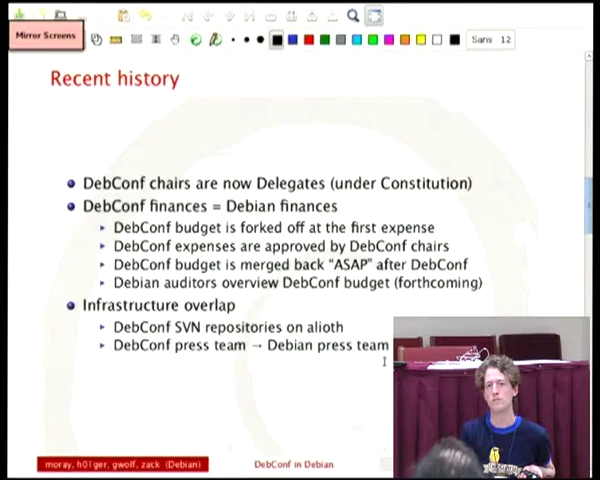 Mirror Screens
Sans 12
Recent history
DebConf chairs are now Delegates (under Constitution)
DebConf finances = Debian finances
DebConf budget is forked off at the first expense
DebConf expenses are approved by DebConf chairs
DebConf budget is merged back “ASAP” after DebConf
Debian auditors overview DebConf budget (forthcoming)
Infrastructure overlap
DebConf SVN repositories on alioth
DebConf press team → Debian press team
moray, h01ger, gwolf, zack (Debian)
DebConf in Debian